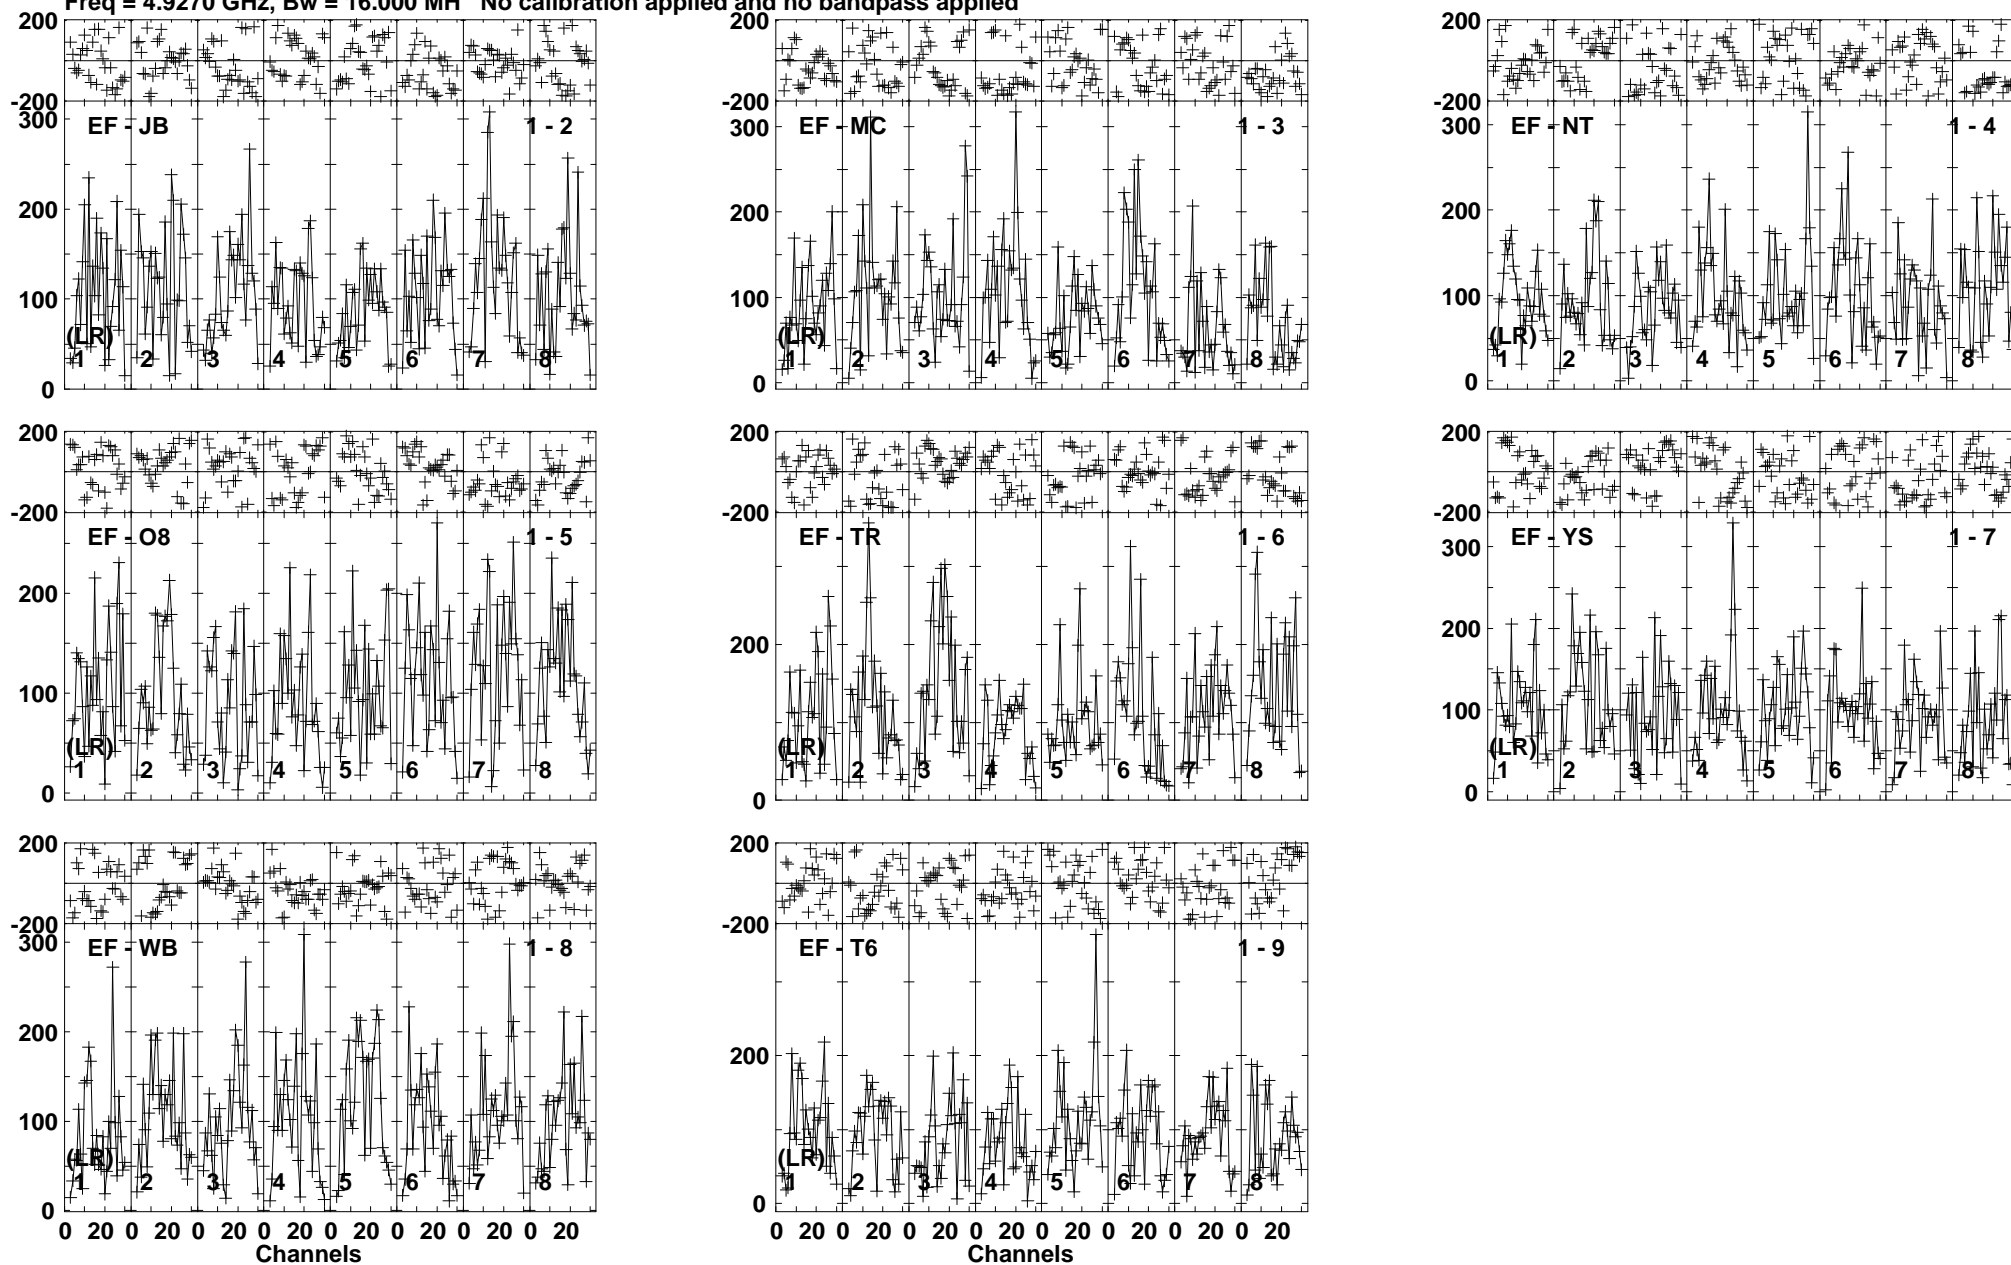 Freq = 4.9270 GHz, Bw = 16.000 MH No calibration applied and no bandpass applied
200
-200
300
200
100
0
EF - JB
1 - 2
(LR)
1 2 3 4 5 6 7 8
200
-200
300
200
100
0
EF - MC
1 - 3
(LR)
1 2 3 4 5 6 7 8
200
-200
300
200
100
0
EF - NT
1 - 4
(LR)
1 2 3 4 5 6 7 8
200
-200
200
100
0
EF - O8
1 - 5
(LR)
1 2 3 4 5 6 7 8
200
-200
200
0
EF - TR
1 - 6
(LR)
1 2 3 4 5 6 7 8
200
-200
300
200
100
0
EF - YS
1 - 7
(LR)
1 2 3 4 5 6 7 8
200
-200
300
200
100
0
EF - WB
1 - 8
(LR)
1 2 3 4 5 6 7 8
0 20 0 20 0 20 0 20 0 20 0 20 0 20 0 20
Channels
200
-200
200
0
EF - T6
1 - 9
(LR)
1 2 3 4 5 6 7 8
0 20 0 20 0 20 0 20 0 20 0 20 0 20 0 20
Channels